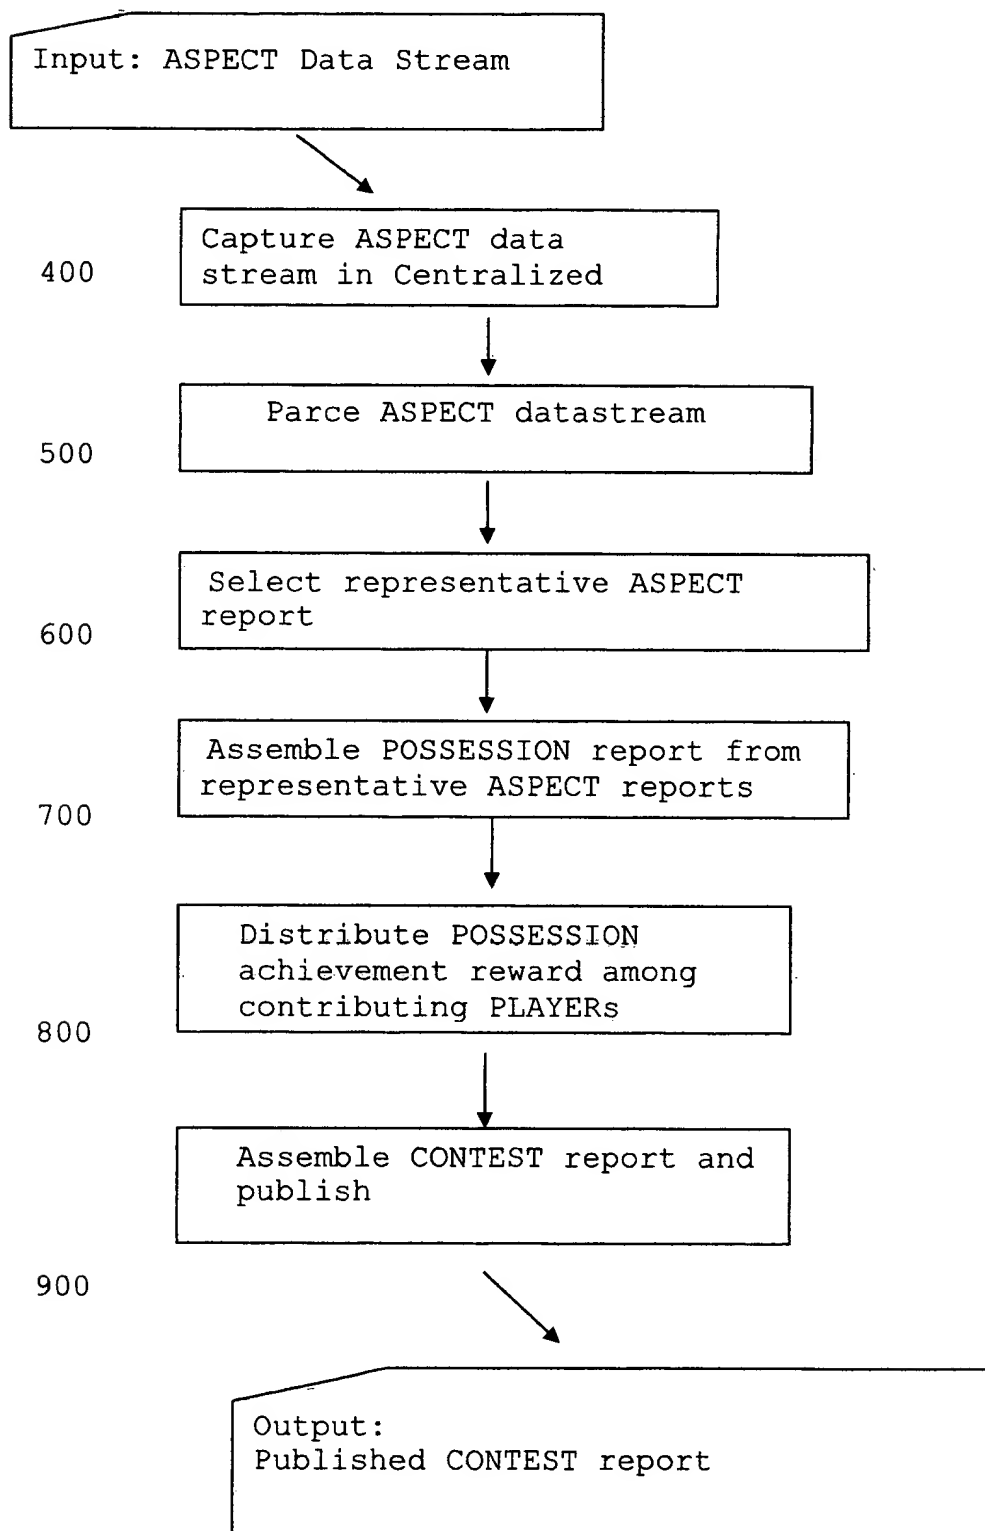 Input: ASPECT Data Stream
Capture ASPECT data
stream in Centralized
400
Parce ASPECT datastream
500
Select representative ASPECT
report
600
Assemble POSSESSION report from
representative ASPECT reports
700
Distribute POSSESSION
achievement reward among
contributing PLAYERs
800
Assemble CONTEST report and
publish
900
Output:
Published CONTEST report